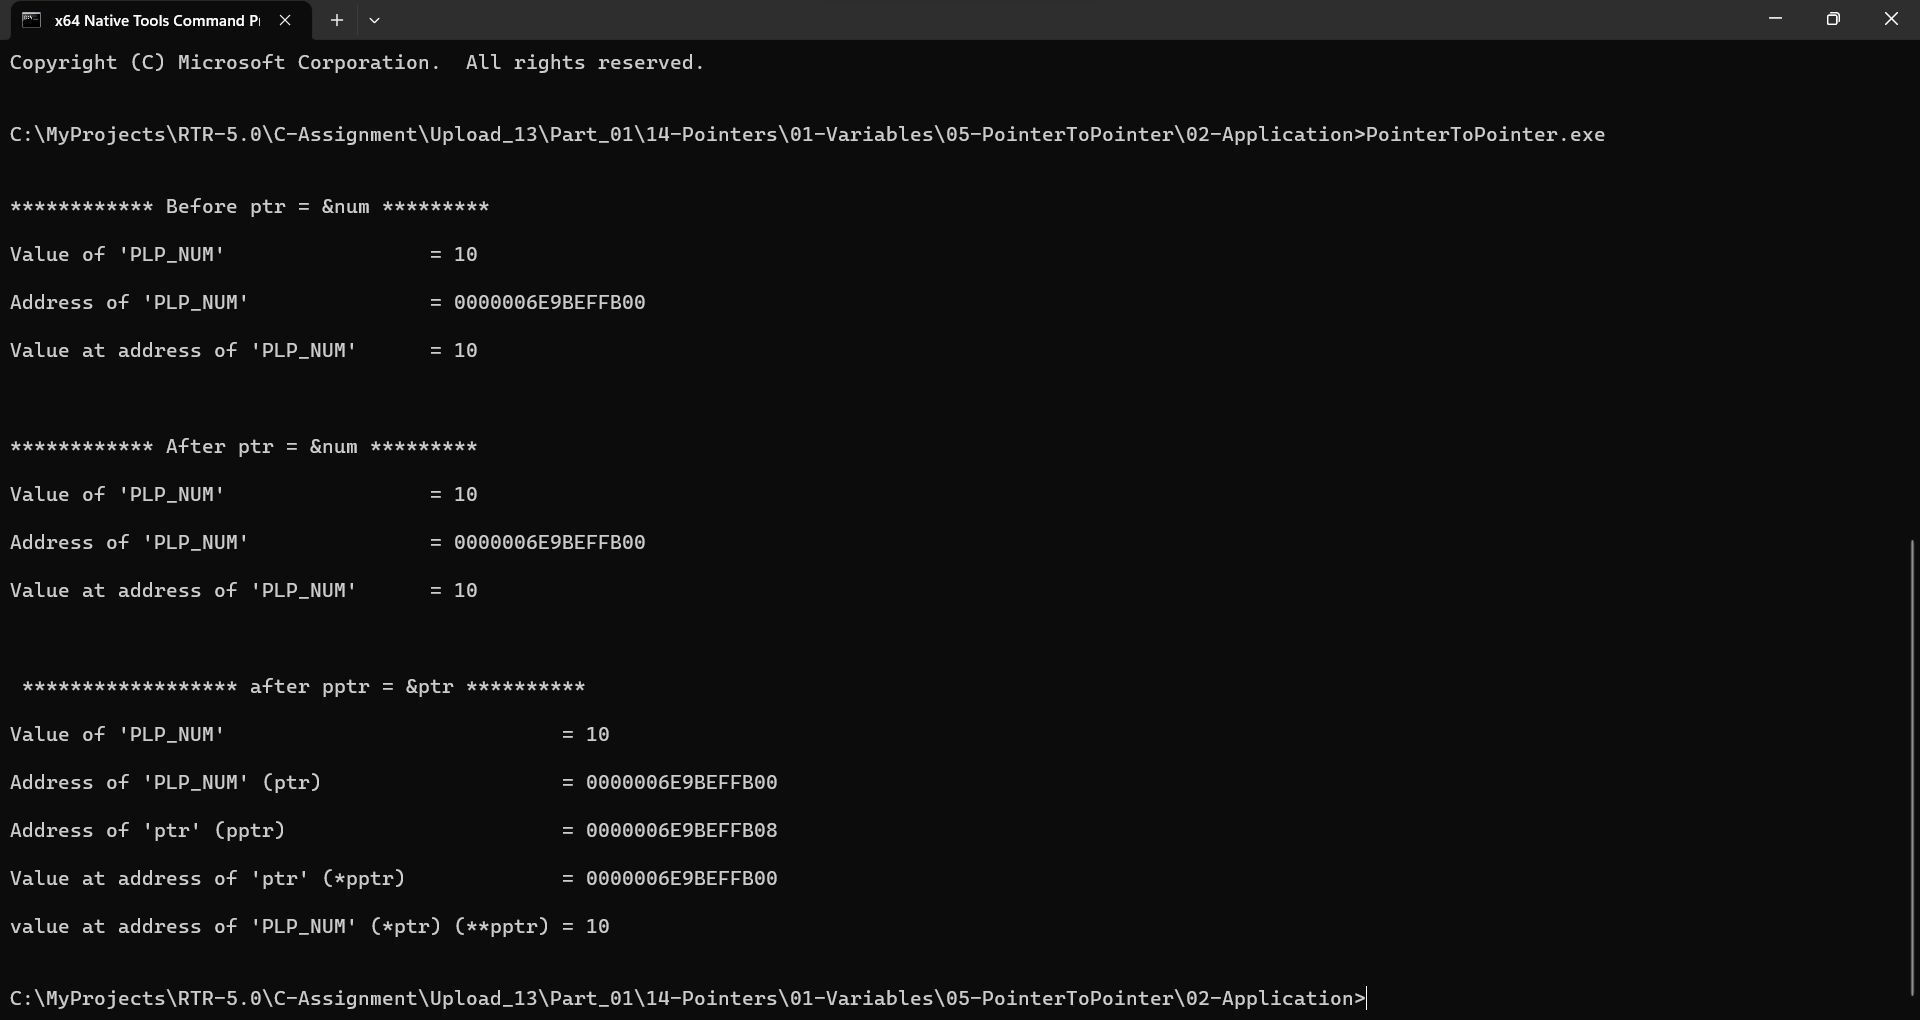 x64 Native Tools Command P
Copyright (C) Microsoft Corporation.  All rights reserved.
C:\MyProjects\RTR-5.0\C-Assignment\Upload_13\Part_01\14-Pointers\01-Variables\05-PointerToPointer\02-Application>PointerToPointer.exe
************ Before ptr = &num *********
Value of 'PLP_NUM'                 = 10
Address of 'PLP_NUM'               = 0000006E9BEFFB00
Value at address of 'PLP_NUM'      = 10
************ After ptr = &num *********
Value of 'PLP_NUM'                 = 10
Address of 'PLP_NUM'               = 0000006E9BEFFB00
Value at address of 'PLP_NUM'      = 10
 ****************** after pptr = &ptr **********
Value of 'PLP_NUM'                            = 10
Address of 'PLP_NUM' (ptr)                    = 0000006E9BEFFB00
Address of 'ptr' (pptr)                       = 0000006E9BEFFB08
Value at address of 'ptr' (*pptr)             = 0000006E9BEFFB00
value at address of 'PLP_NUM' (*ptr) (**pptr) = 10
C:\MyProjects\RTR-5.0\C-Assignment\Upload_13\Part_01\14-Pointers\01-Variables\05-PointerToPointer\02-Application>